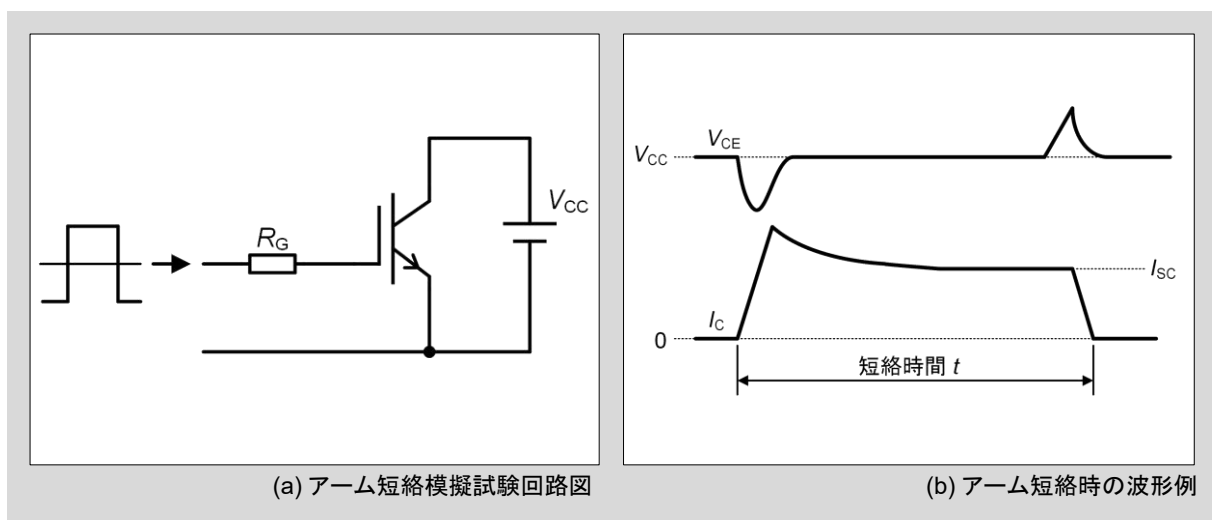 R_G
V_CC
(a) アーム短絡模擬試験回路図
V_CE
V_CC
I_SC
I_C
0
短絡時間 t
(b) アーム短絡時の波形例